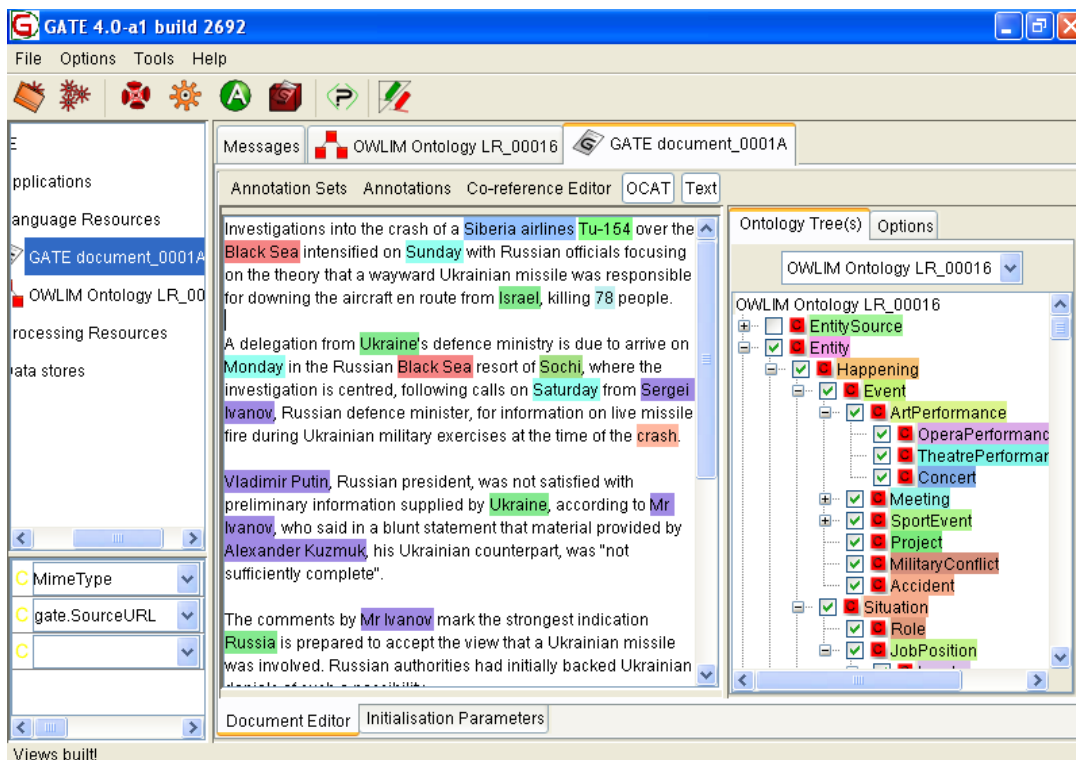 GATE 4.0-a1 build 2692
File Options Tools Help
Messages
OWLIM Ontology LR_00016
GATE document_0001A
pplications
anguage Resources
GATE document_0001A
OWLIM Ontology LR_00
rocessing Resources
ata stores
Annotation Sets Annotations Co-reference Editor OCAT Text
Investigations into the crash of a Siberia airlines Tu-154 over the
Black Sea intensified on Sunday with Russian officials focusing
on the theory that a wayward Ukrainian missile was responsible
for downing the aircraft en route from Israel, killing 78 people.
A delegation from Ukraine's defence ministry is due to arrive on
Monday in the Russian Black Sea resort of Sochi, where the
investigation is centred, following calls on Saturday from Sergei
Ivanov, Russian defence minister, for information on live missile
fire during Ukrainian military exercises at the time of the crash.
Vladimir Putin, Russian president, was not satisfied with
preliminary information supplied by Ukraine, according to Mr
Ivanov, who said in a blunt statement that material provided by
Alexander Kuzmuk, his Ukrainian counterpart, was "not
sufficiently complete".
The comments by Mr Ivanov mark the strongest indication
Russia is prepared to accept the view that a Ukrainian missile
was involved. Russian authorities had initially backed Ukrainian
Ontology Tree(s) Options
OWLIM Ontology LR_00016
OWLIM Ontology LR_00016
C EntitySource
C Entity
C Happening
C Event
C ArtPerformance
C OperaPerformanc
C TheatrePerformar
C Concert
C Meeting
C SportEvent
C Project
C MilitaryConflict
C Accident
C Situation
C Role
C JobPosition
C MimeType
C gate.SourceURL
C
Document Editor Initialisation Parameters
Views built!